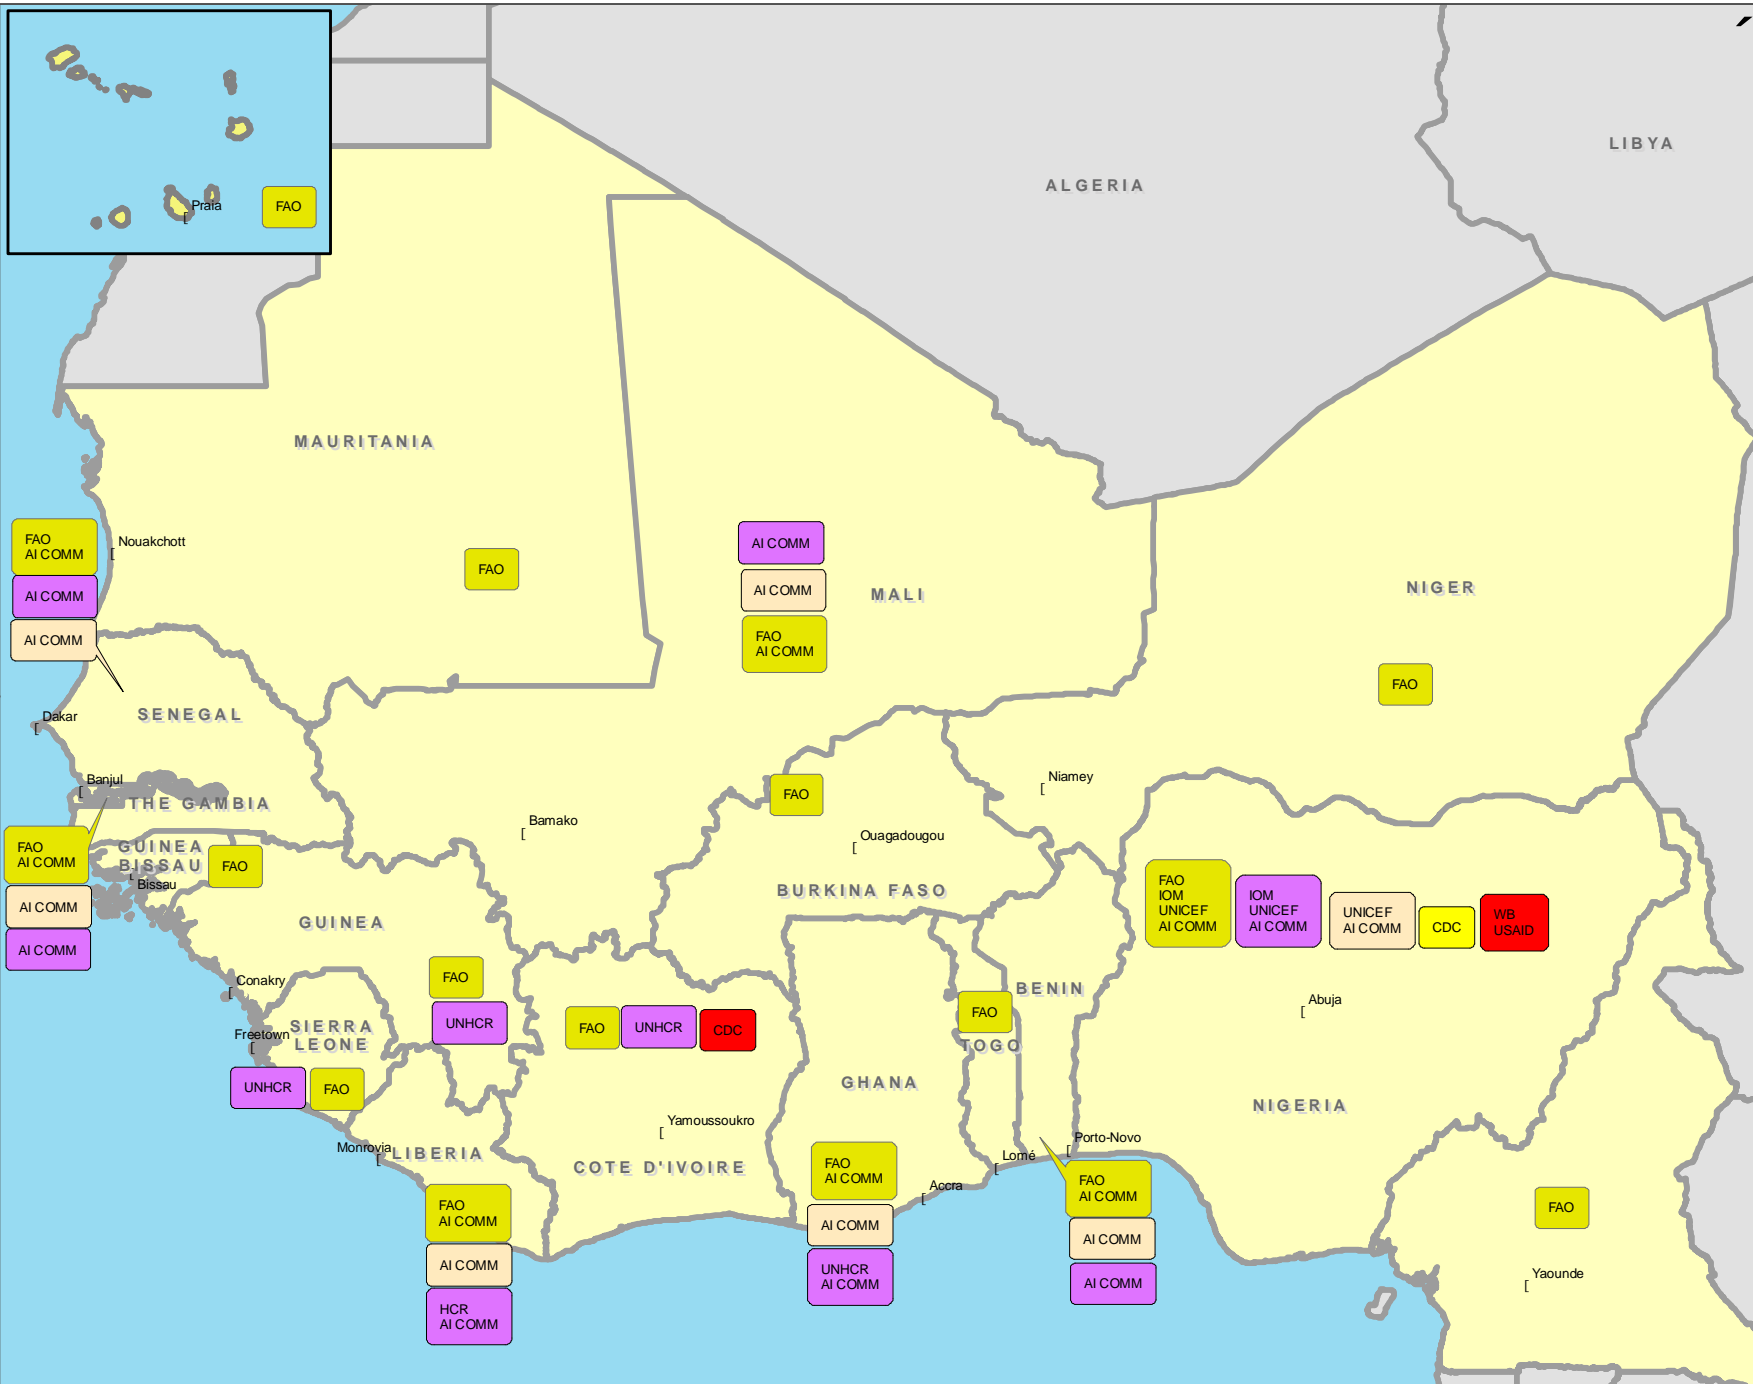 LIBYA
ALGERIA
Praia
FAO
MAURITANIA
FAO
AI COMM
AI COMM
AI COMM
Nouakchott
FAO
AI COMM
AI COMM
FAO
AI COMM
MALI
NIGER
FAO
SENEGAL
Dakar
Banjul
THE GAMBIA
FAO
AI COMM
AI COMM
AI COMM
GUINEA
BISSAU
Bissau
FAO
GUINEA
Bamako
FAO
Niamey
Ouagadougou
BURKINA FASO
FAO
IOM
UNICEF
AI COMM
IOM
UNICEF
AI COMM
UNICEF
AI COMM
CDC
WB
USAID
Conakry
FAO
UNHCR
Freetown
SIERRA
LEONE
UNHCR
FAO
FAO
UNHCR
CDC
FAO
BENIN
TOGO
Abuja
GHANA
NIGERIA
Yamoussoukro
Monrovia
LIBERIA
COTE D'IVOIRE
Porto-Novo
Lomé
Accra
FAO
AI COMM
AI COMM
HCR
AI COMM
FAO
AI COMM
AI COMM
UNHCR
AI COMM
FAO
AI COMM
AI COMM
AI COMM
FAO
Yaounde